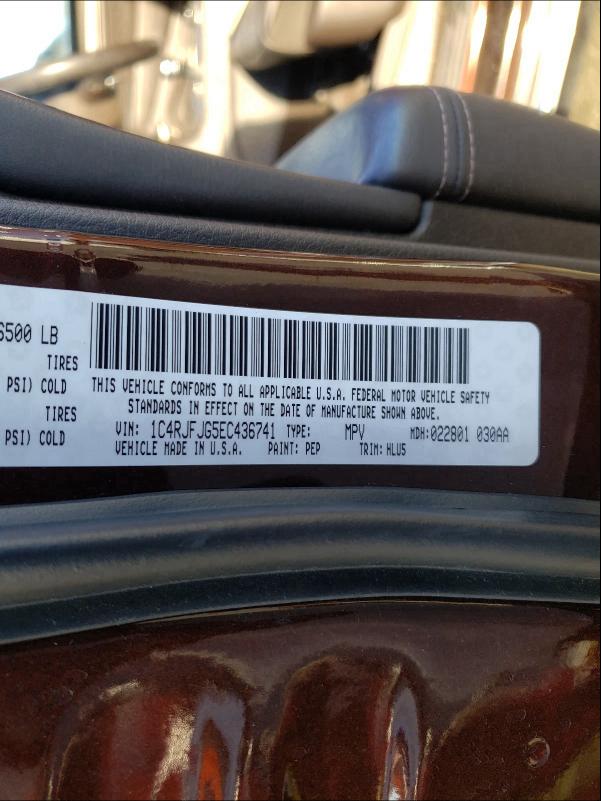 6500 LB
TIRES
PSI) COLD THIS VEHICLE CONFORMS TO ALL APPLICABLE U.S.A. FEDERAL MOTOR VEHICLE SAFETY
TIRES STANDARDS IN EFFECT ON THE DATE OF MANUFACTURE SHOWN ABOVE.
PSI) COLD VIN: 1C4RJFJG5EC436741 TYPE: MPV MDH:022801 030AA
VEHICLE MADE IN U.S.A. PAINT: PEP TRIM: HLU5